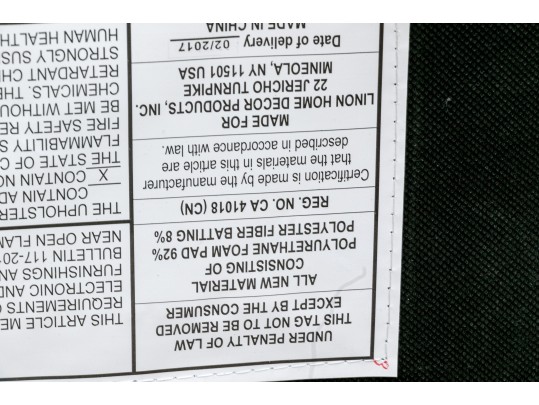 UNDER PENALTY OF LAW
THIS TAG NOT TO BE REMOVED
EXCEPT BY THE CONSUMER
ALL NEW MATERIAL
CONSISTING OF
POLYURETHANE FOAM PAD 92%
POLYESTER FIBER BATTING 8%
REG. NO. CA 41018 (CN)
Certification is made by the manufacturer
that the materials in this article are
described in accordance with law.
MADE FOR
LINON HOME DECOR PRODUCTS, INC.
22 JERICHO TURNPIKE
MINEOLA, NY 11501 USA
Date of delivery 02/2017
MADE IN CHINA
THIS ARTICLE ME
REQUIREMENTS
ELECTRONIC AND
FURNISHINGS AN
BULLETIN 117-20
NEAR OPEN FLAM
THE UPHOLSTER
CONTAIN AD
X CONTAIN NO
THE STATE OF C
FLAMMABILITY S
FIRE SAFETY RE
BE MET WITHOU
CHEMICALS. THE
RETARDANT CH
STRONGLY SUS
HUMAN HEALTH